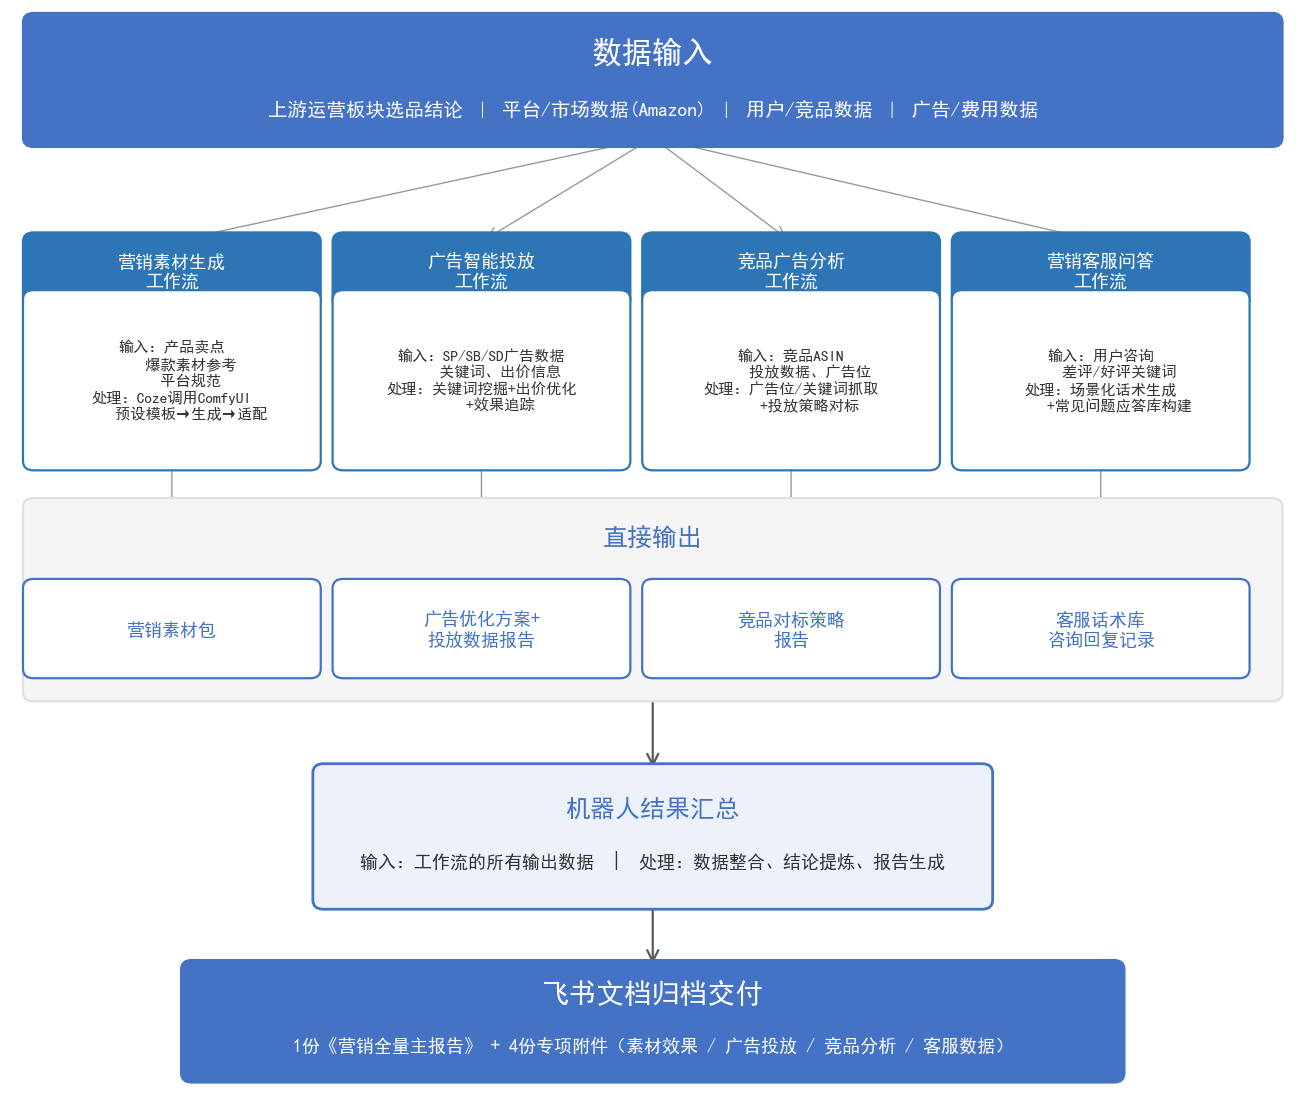 数据输入
上游运营板块选品结论 | 平台/市场数据(Amazon) | 用户/竞品数据 | 广告/费用数据
营销素材生成
工作流
输入: 产品卖点
爆款素材参考
平台规范
处理: Coze调用ComfyUI
预设模板→生成→适配
广告智能投放
工作流
输入: SP/SB/SD广告数据
关键词、出价信息
处理: 关键词挖掘+出价优化
+效果追踪
竞品广告分析
工作流
输入: 竞品ASIN
投放数据、广告位
处理: 广告位/关键词抓取
+投放策略对标
营销客服问答
工作流
输入: 用户咨询
差评/好评关键词
处理: 场景化话术生成
+常见问题应答库构建
直接输出
营销素材包
广告优化方案+
投放数据报告
竞品对标策略
报告
客服话术库
咨询回复记录
机器人结果汇总
输入: 工作流的所有输出数据 | 处理: 数据整合、结论提炼、报告生成
飞书文档归档交付
1份《营销全量主报告》 + 4份专项附件（素材效果 / 广告投放 / 竞品分析 / 客服数据）